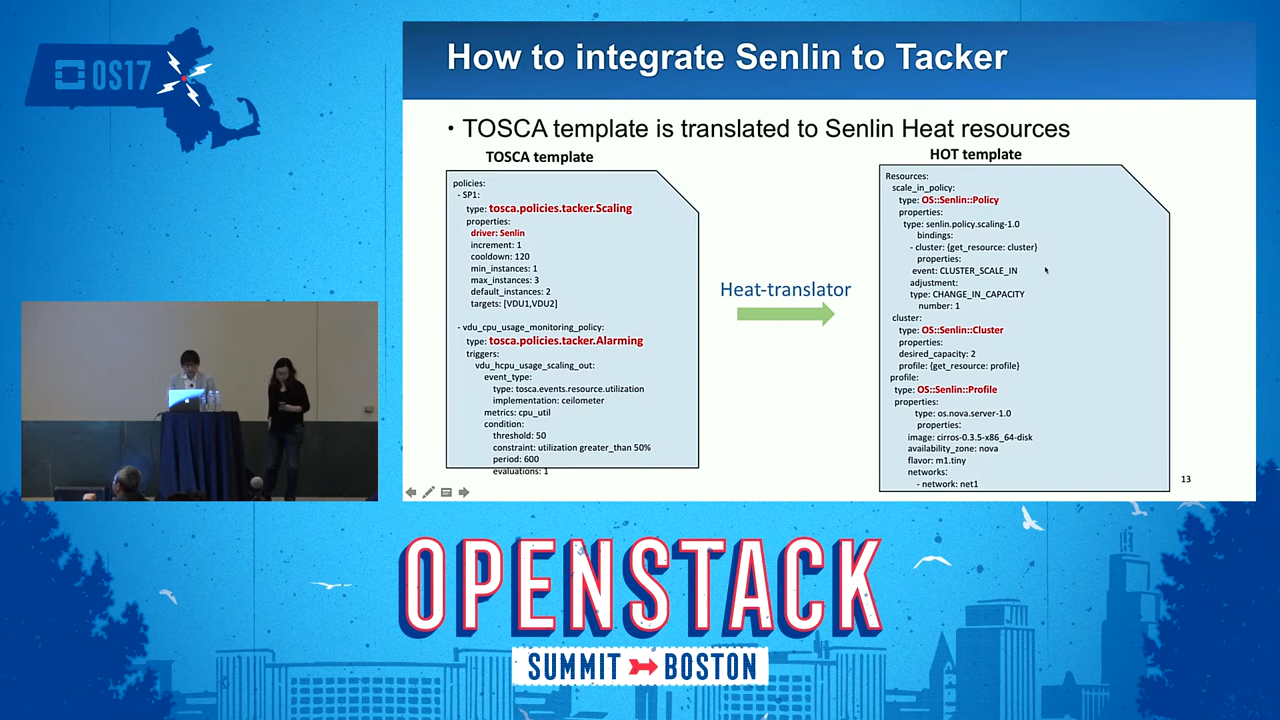 OS17
How to integrate Senlin to Tacker
• TOSCA template is translated to Senlin Heat resources
TOSCA template
policies:
- SP1:
type: tosca.policies.tacker.Scaling
properties:
driver: Senlin
increment: 1
cooldown: 120
min_instances: 1
max_instances: 3
default_instances: 2
targets: [VDU1,VDU2]
- vdu_cpu_usage_monitoring_policy:
type: tosca.policies.tacker.Alarming
triggers:
vdu_hcpu_usage_scaling_out:
event_type:
type: tosca.events.resource.utilization
implementation: ceilometer
metrics: cpu_util
condition:
threshold: 50
constraint: utilization greater_than 50%
period: 600
evaluations: 1
Heat-translator
HOT template
Resources:
scale_in_policy:
type: OS::Senlin::Policy
properties:
type: senlin.policy.scaling-1.0
bindings:
- cluster: {get_resource: cluster}
properties:
event: CLUSTER_SCALE_IN
adjustment:
type: CHANGE_IN_CAPACITY
number: 1
cluster:
type: OS::Senlin::Cluster
properties:
desired_capacity: 2
profile: {get_resource: profile}
profile:
type: OS::Senlin::Profile
properties:
type: os.nova.server-1.0
properties:
image: cirros-0.3.5-x86_64-disk
availability_zone: nova
flavor: m1.tiny
networks:
- network: net1
13
OPENSTACK
SUMMIT BOSTON